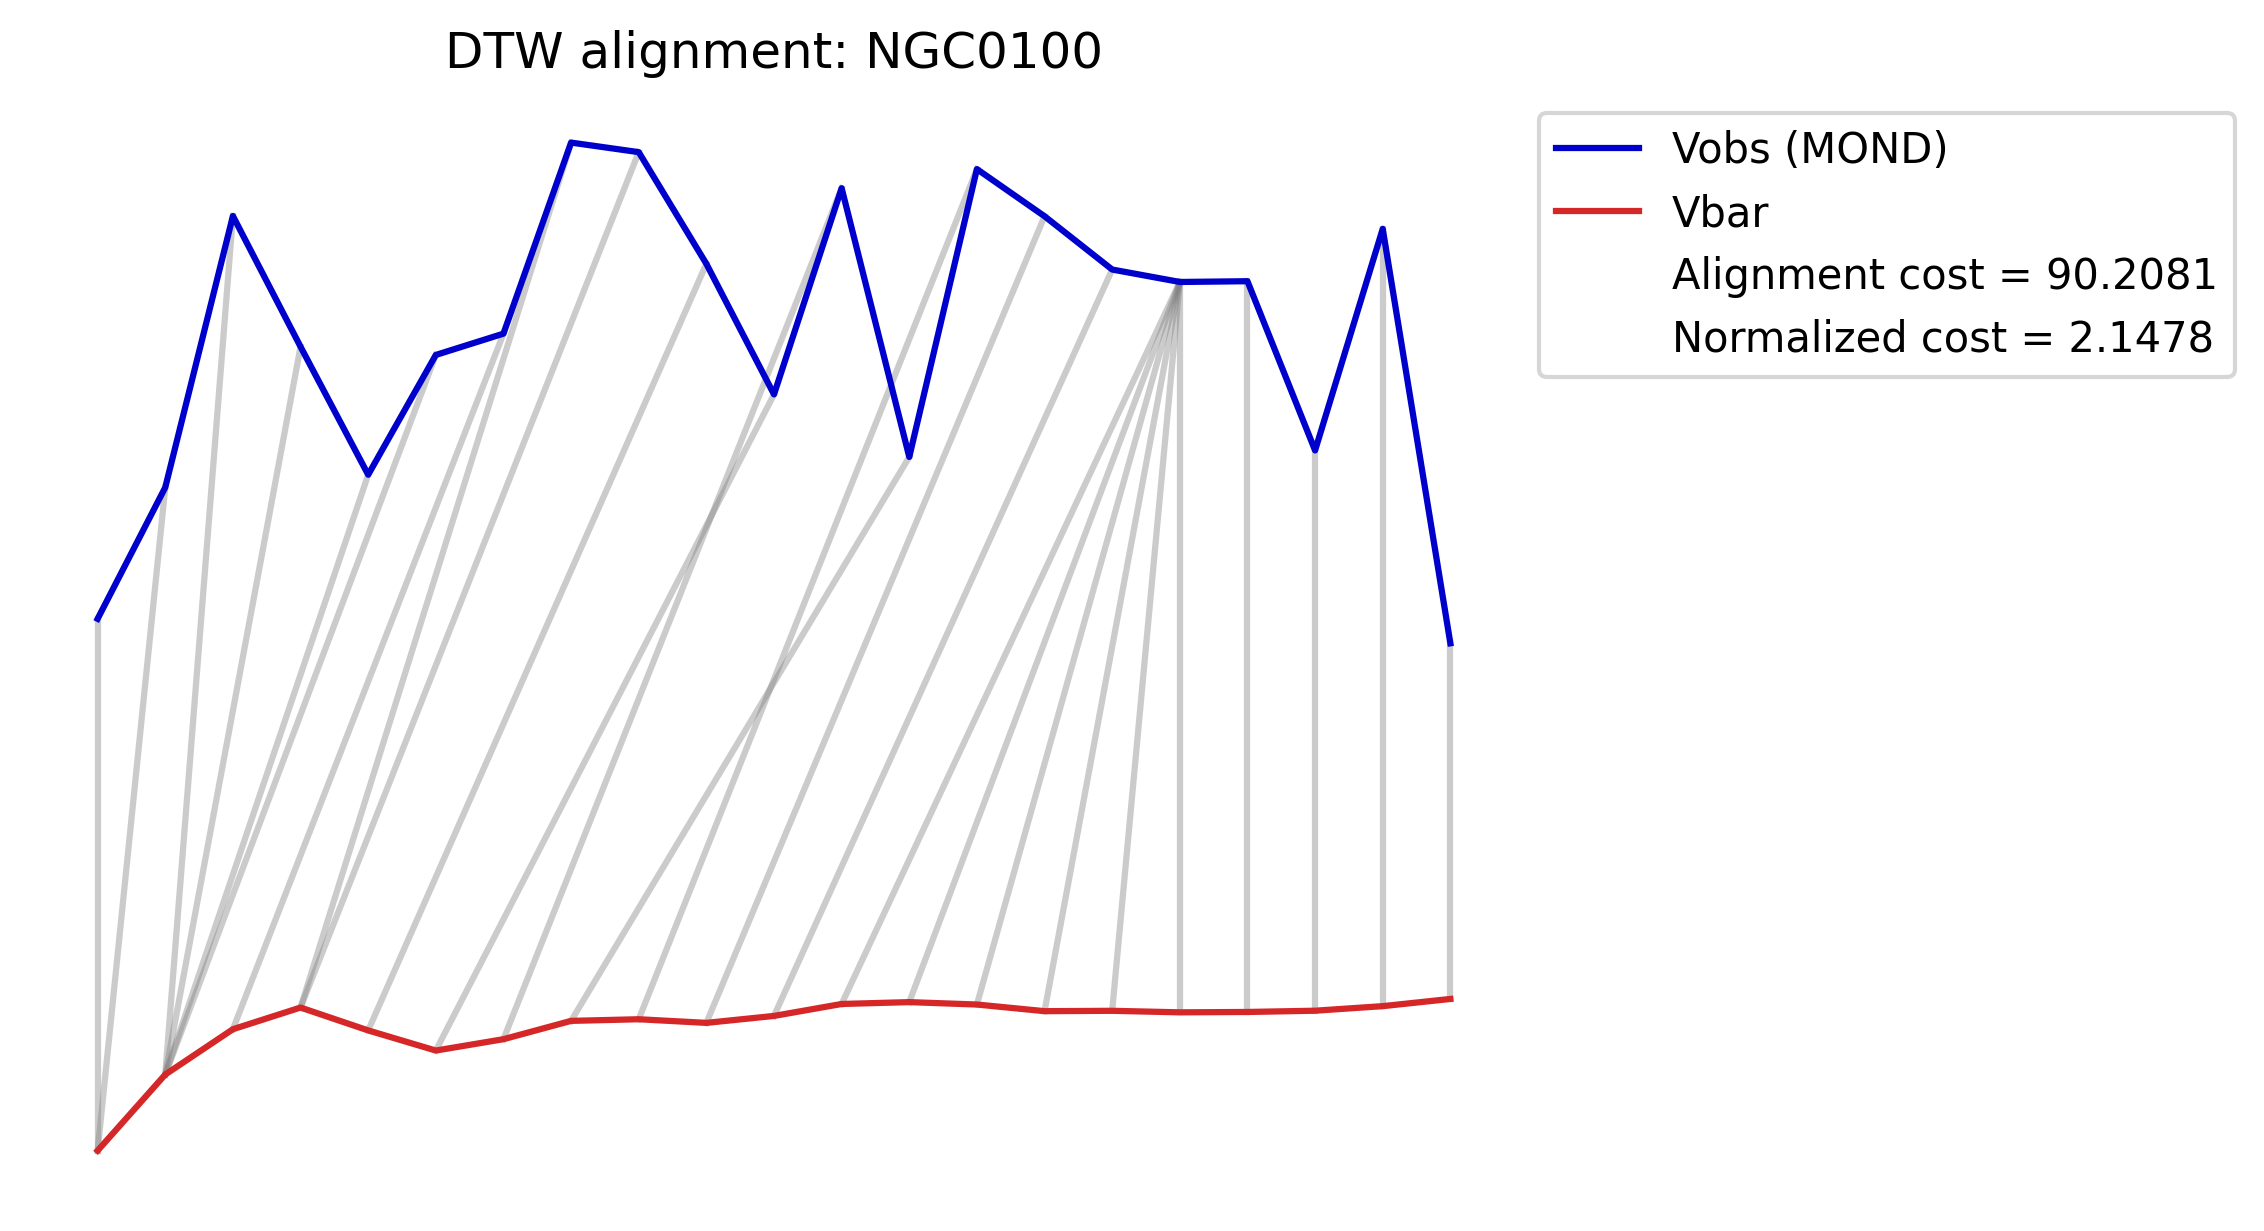 DTW alignment: NGC0100
Vobs (MOND)
Vbar
Alignment cost = 90.2081
Normalized cost = 2.1478